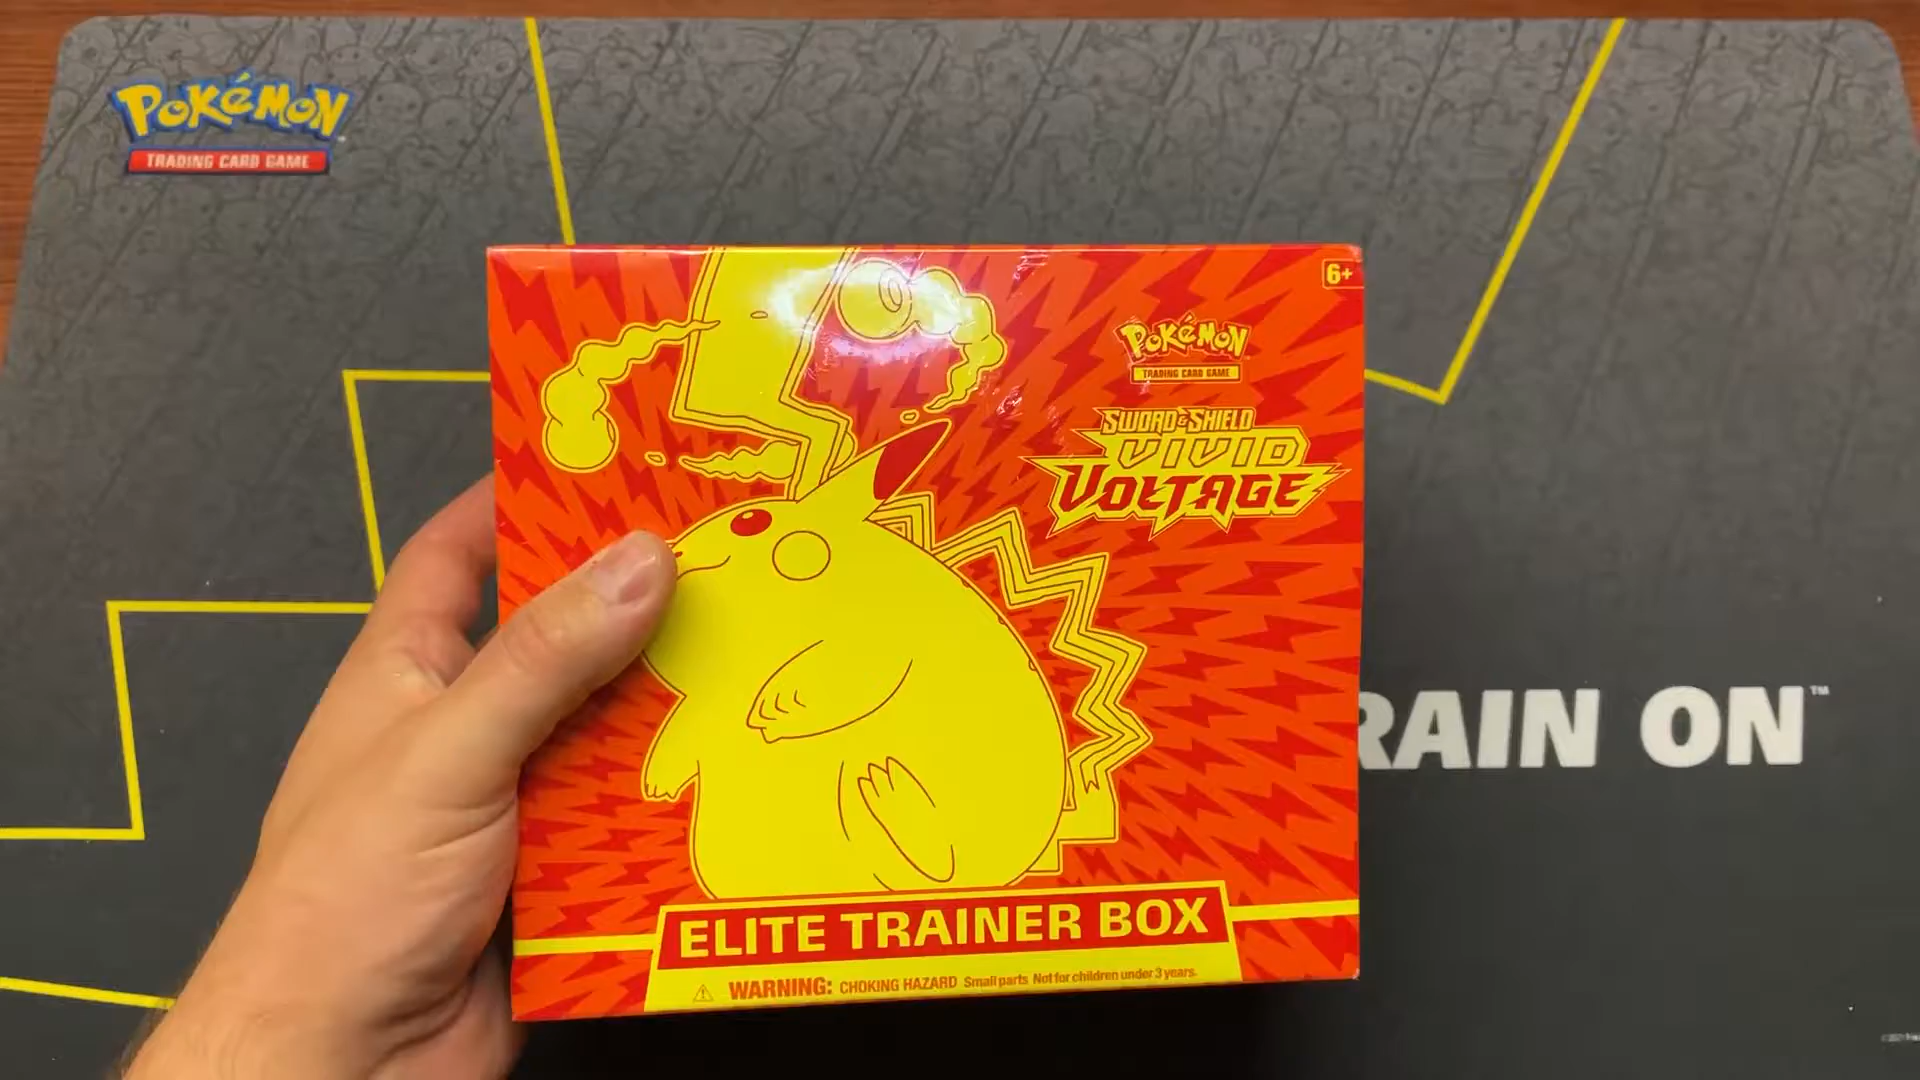 POKéMON
TRADING CARD GAME
6+
POKéMON
TRADING CARD GAME
SWORD & SHIELD
VIVID
VOLTAGE
RAIN ON™
ELITE TRAINER BOX
WARNING: CHOKING HAZARD Small parts Not for children under 3 years.